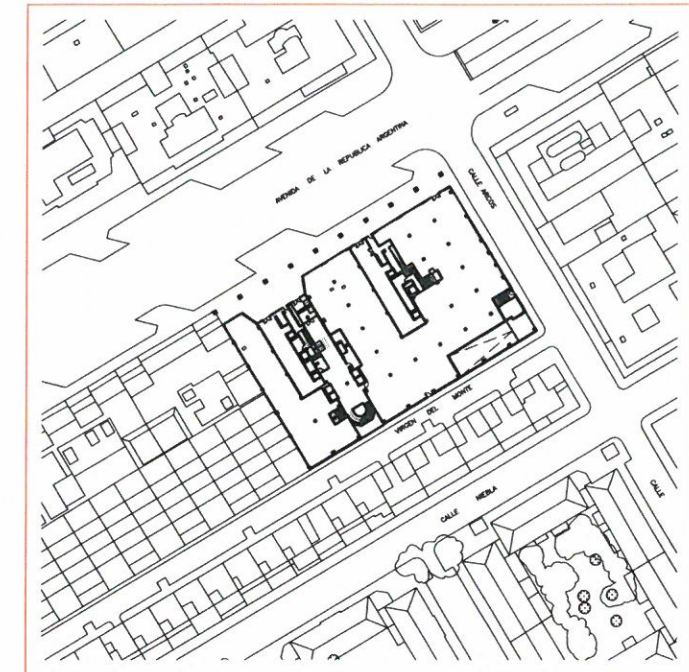 AVENIDA DE LA REPUBLICA ARGENTINA
CALLE ARCOS
VIRGEN DEL MONTE
CALLE NIEBLA
CALLE